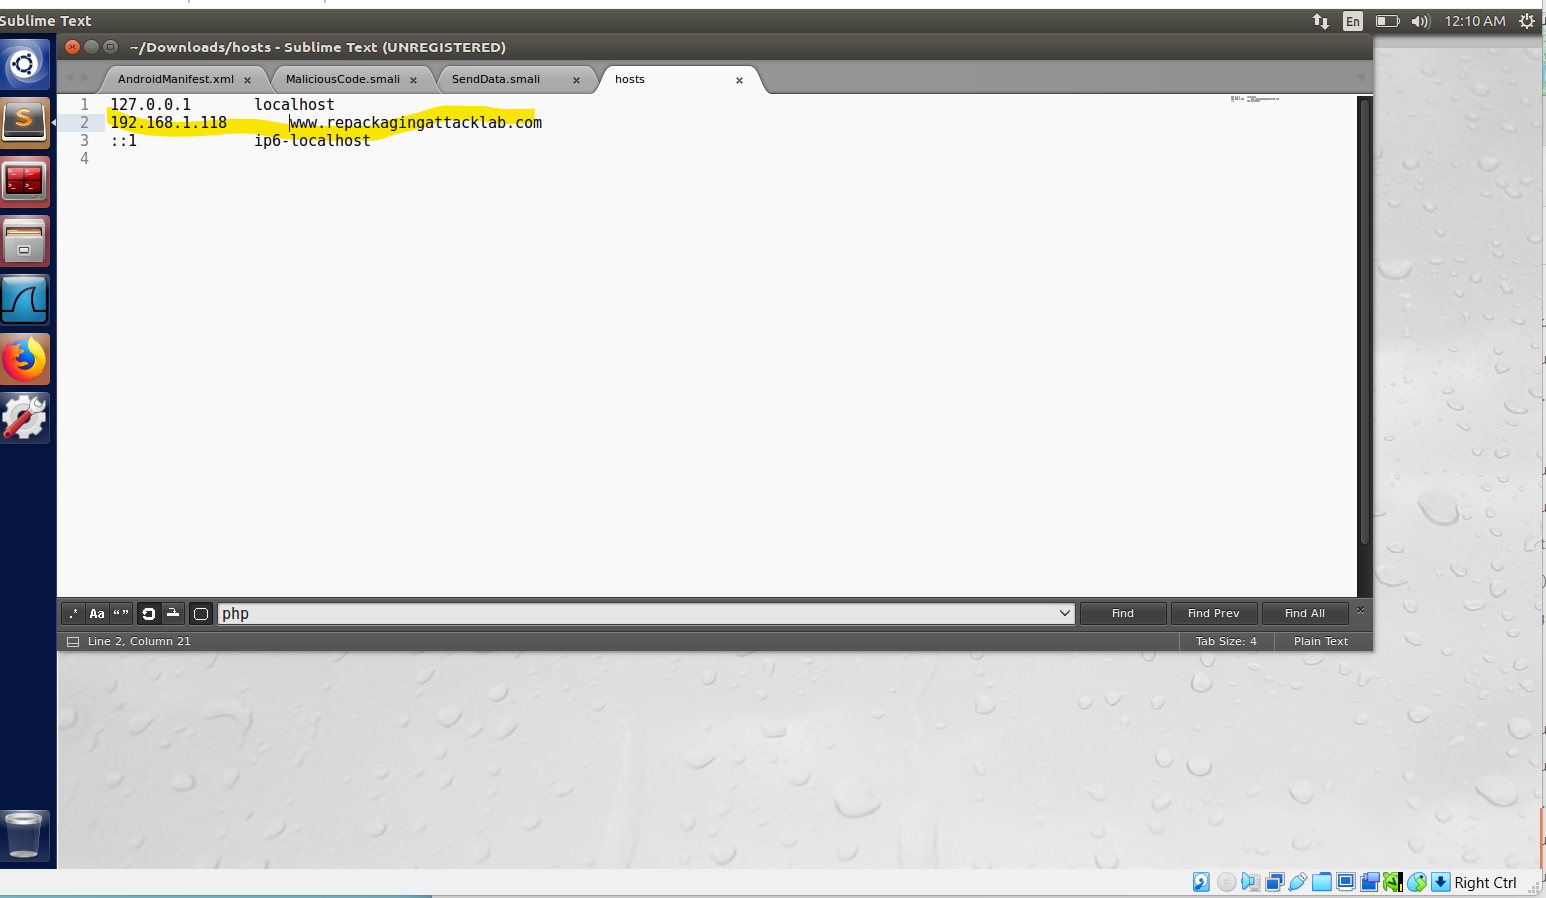 Sublime Text
En
12:10 AM
~/Downloads/hosts - Sublime Text (UNREGISTERED)
AndroidManifest.xml
MaliciousCode.smali
SendData.smali
hosts
1 127.0.0.1 localhost
2 192.168.1.118 www.repackagingattacklab.com
3 ::1 ip6-localhost
4
.* Aa “” php Find Find Prev Find All
Line 2, Column 21 Tab Size: 4 Plain Text
Right Ctrl